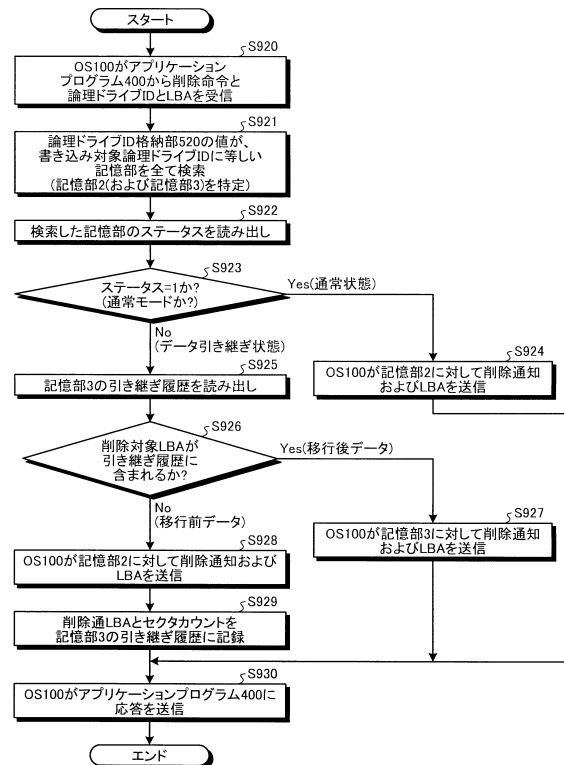 スタート
S920
OS100がアプリケーション
プログラム400から削除命令と
論理ドライブIDとLBAを受信
S921
論理ドライブID格納部520の値が、
書き込み対象論理ドライブIDに等しい
記憶部を全て検索
(記憶部2(および記憶部3)を特定)
S922
検索した記憶部のステータスを読み出し
S923
ステータス=1か?
(通常モードか?)
Yes(通常状態)
No
(データ引き継ぎ状態)
S924
OS100が記憶部2に対して削除通知
およびLBAを送信
S925
記憶部3の引き継ぎ履歴を読み出し
S926
削除対象LBAが
引き継ぎ履歴に
含まれるか?
Yes(移行後データ)
No
(移行前データ)
S927
OS100が記憶部3に対して削除通知
およびLBAを送信
S928
OS100が記憶部2に対して削除通知および
LBAを送信
S929
削除通LBAとセクタカウントを
記憶部3の引き継ぎ履歴に記録
S930
OS100がアプリケーションプログラム400に
応答を送信
エンド